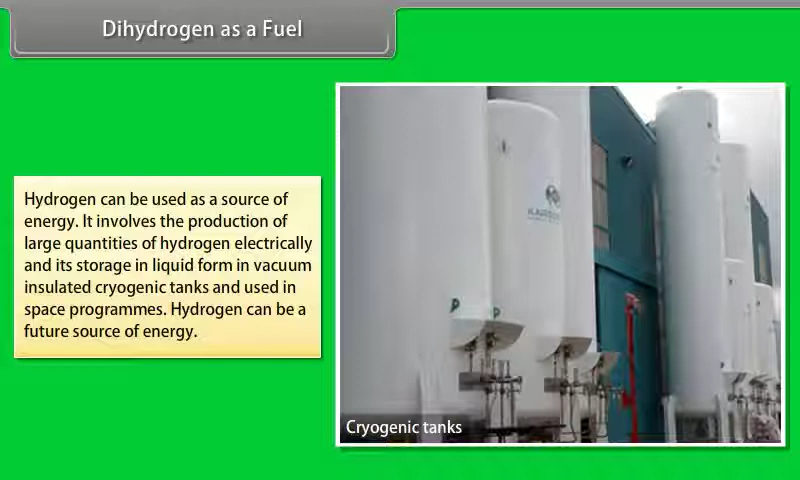 Dihydrogen as a Fuel
Hydrogen can be used as a source of
energy. It involves the production of
large quantities of hydrogen electrically
and its storage in liquid form in vacuum
insulated cryogenic tanks and used in
space programmes. Hydrogen can be a
future source of energy.
Cryogenic tanks